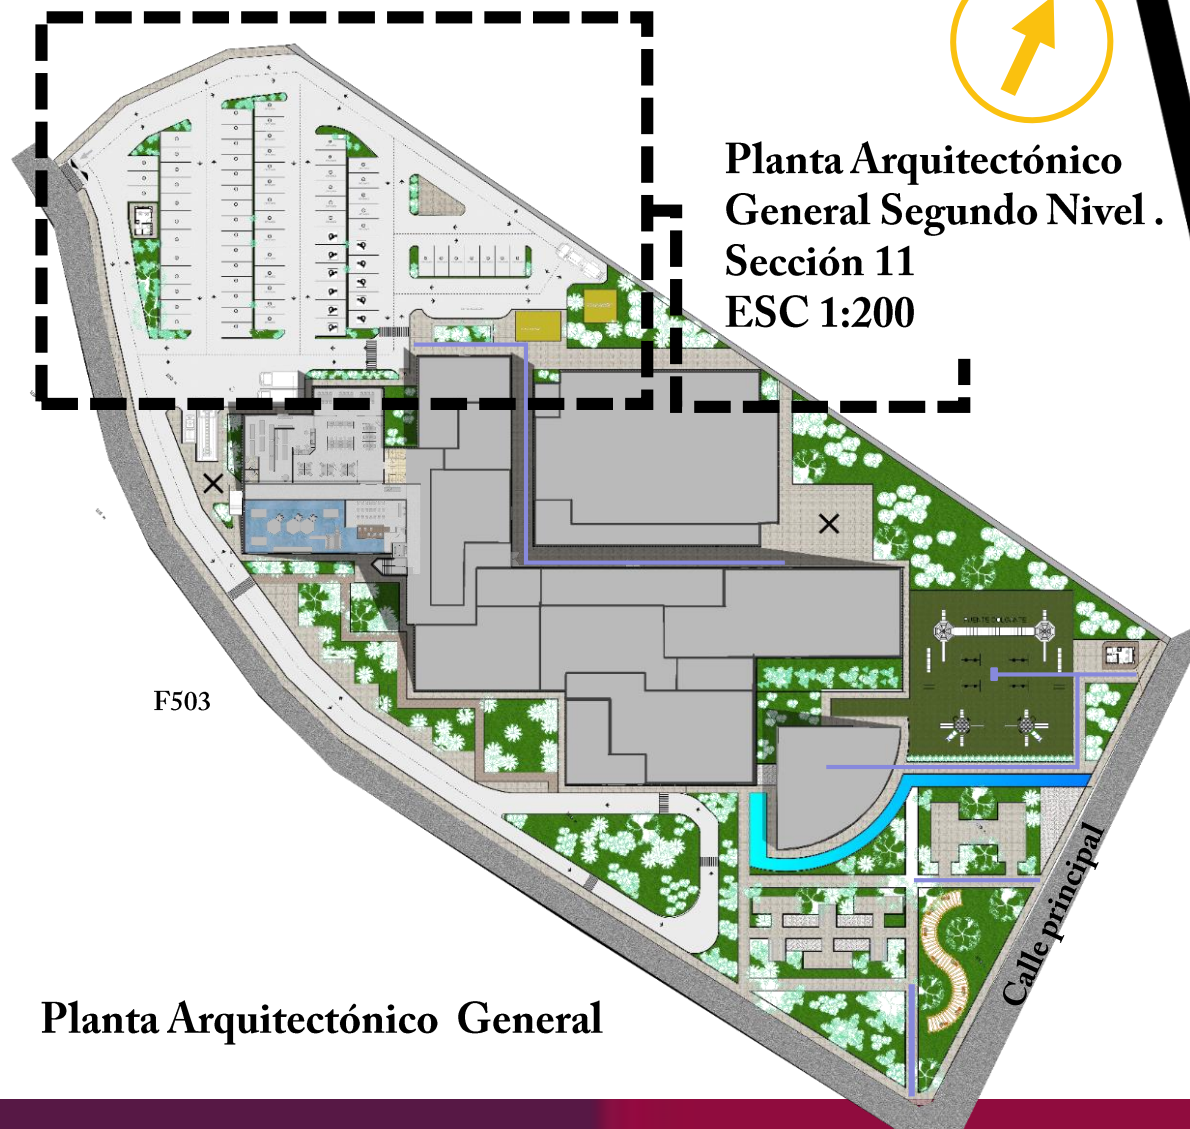 Planta Arquitectónico
General Segundo Nivel .
Sección 11
ESC 1:200
F503
Calle principal
Planta Arquitectónico General